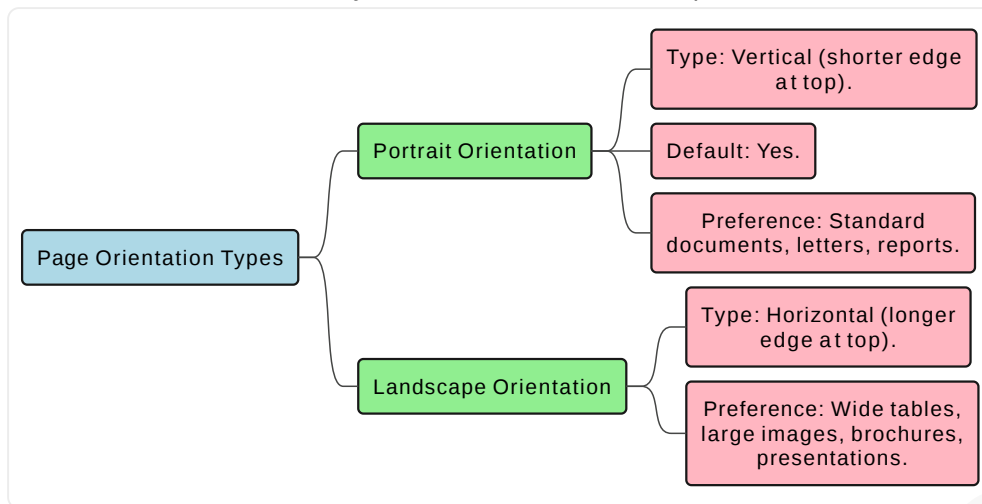 Page Orientation Types
Portrait Orientation
Type: Vertical (shorter edge
at top).
Default: Yes.
Preference: Standard
documents, letters, reports.
Landscape Orientation
Type: Horizontal (longer
edge at top).
Preference: Wide tables,
large images, brochures,
presentations.